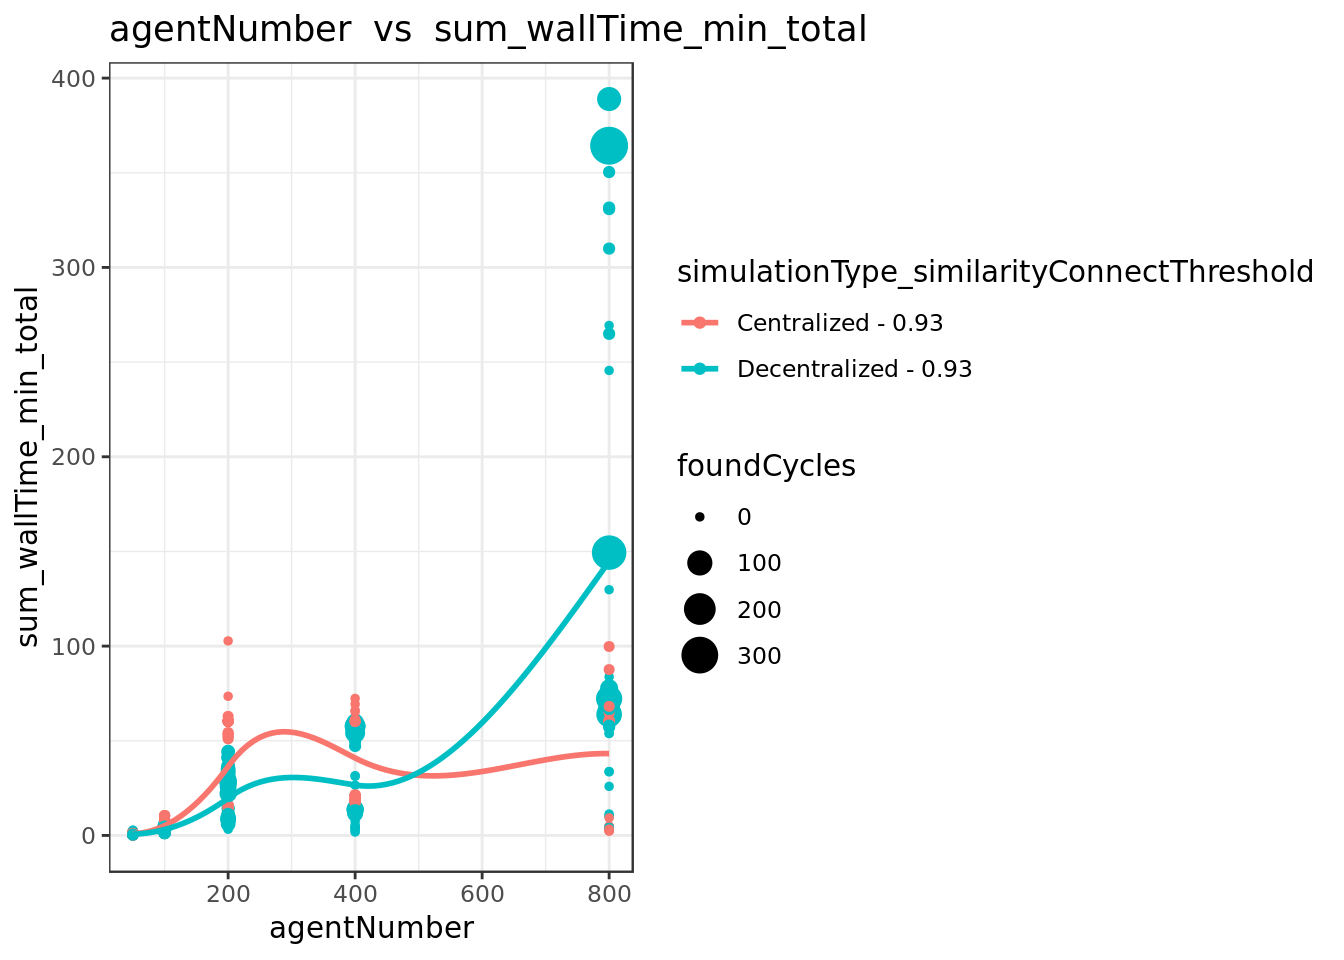 agentNumber  vs  sum_wallTime_min_total
sum_wallTime_min_total
400
300
200
100
0
200
400
600
800
agentNumber
simulationType_similarityConnectThreshold
Centralized - 0.93
Decentralized - 0.93
foundCycles
0
100
200
300